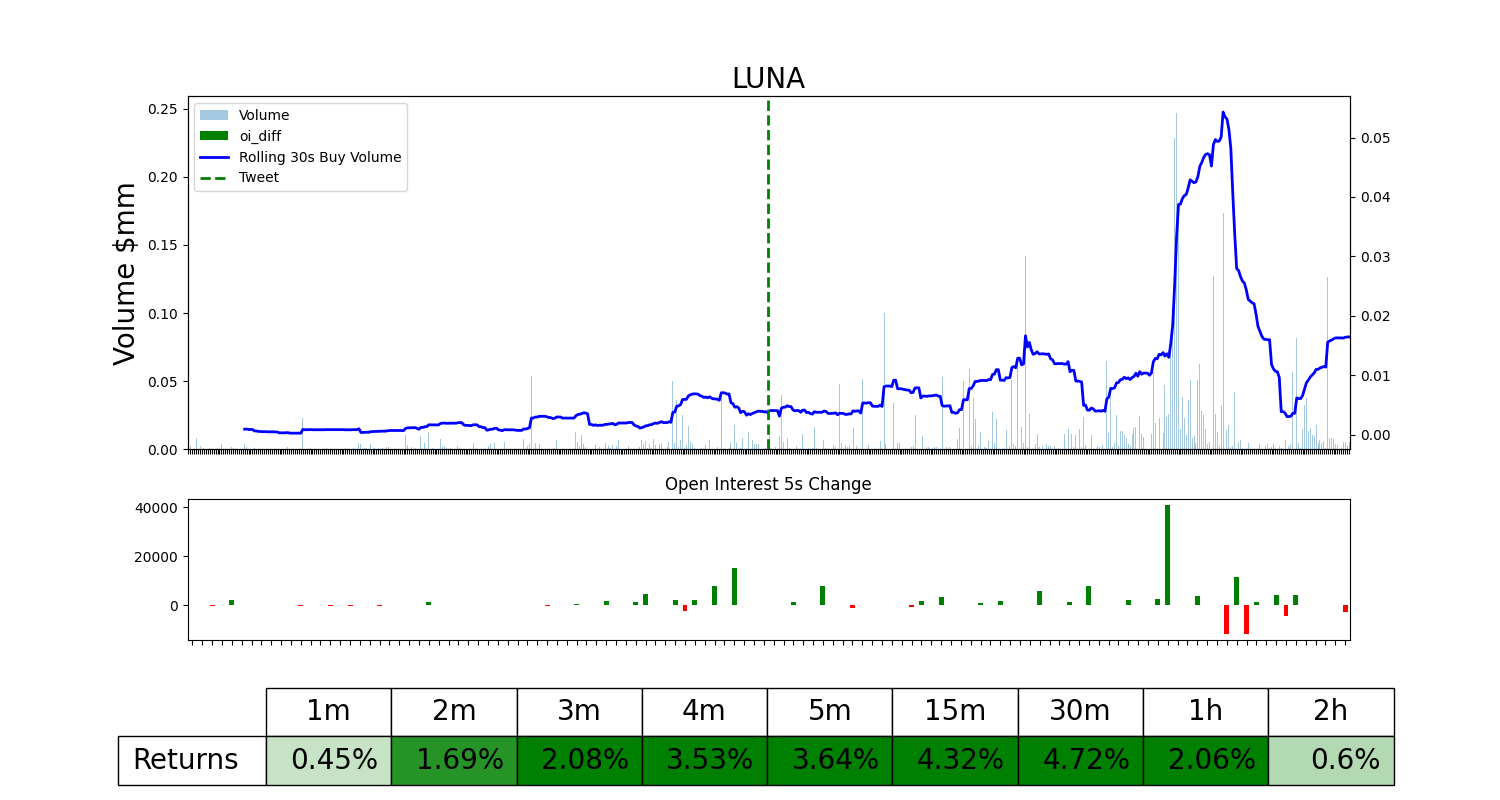 LUNA
Volume $mm
0.25
0.20
0.15
0.10
0.05
0.00
Volume
oi_diff
Rolling 30s Buy Volume
Tweet
0.05
0.04
0.03
0.02
0.01
0.00
Open Interest 5s Change
40000
20000
0
1m 2m 3m 4m 5m 15m 30m 1h 2h
Returns 0.45% 1.69% 2.08% 3.53% 3.64% 4.32% 4.72% 2.06% 0.6%